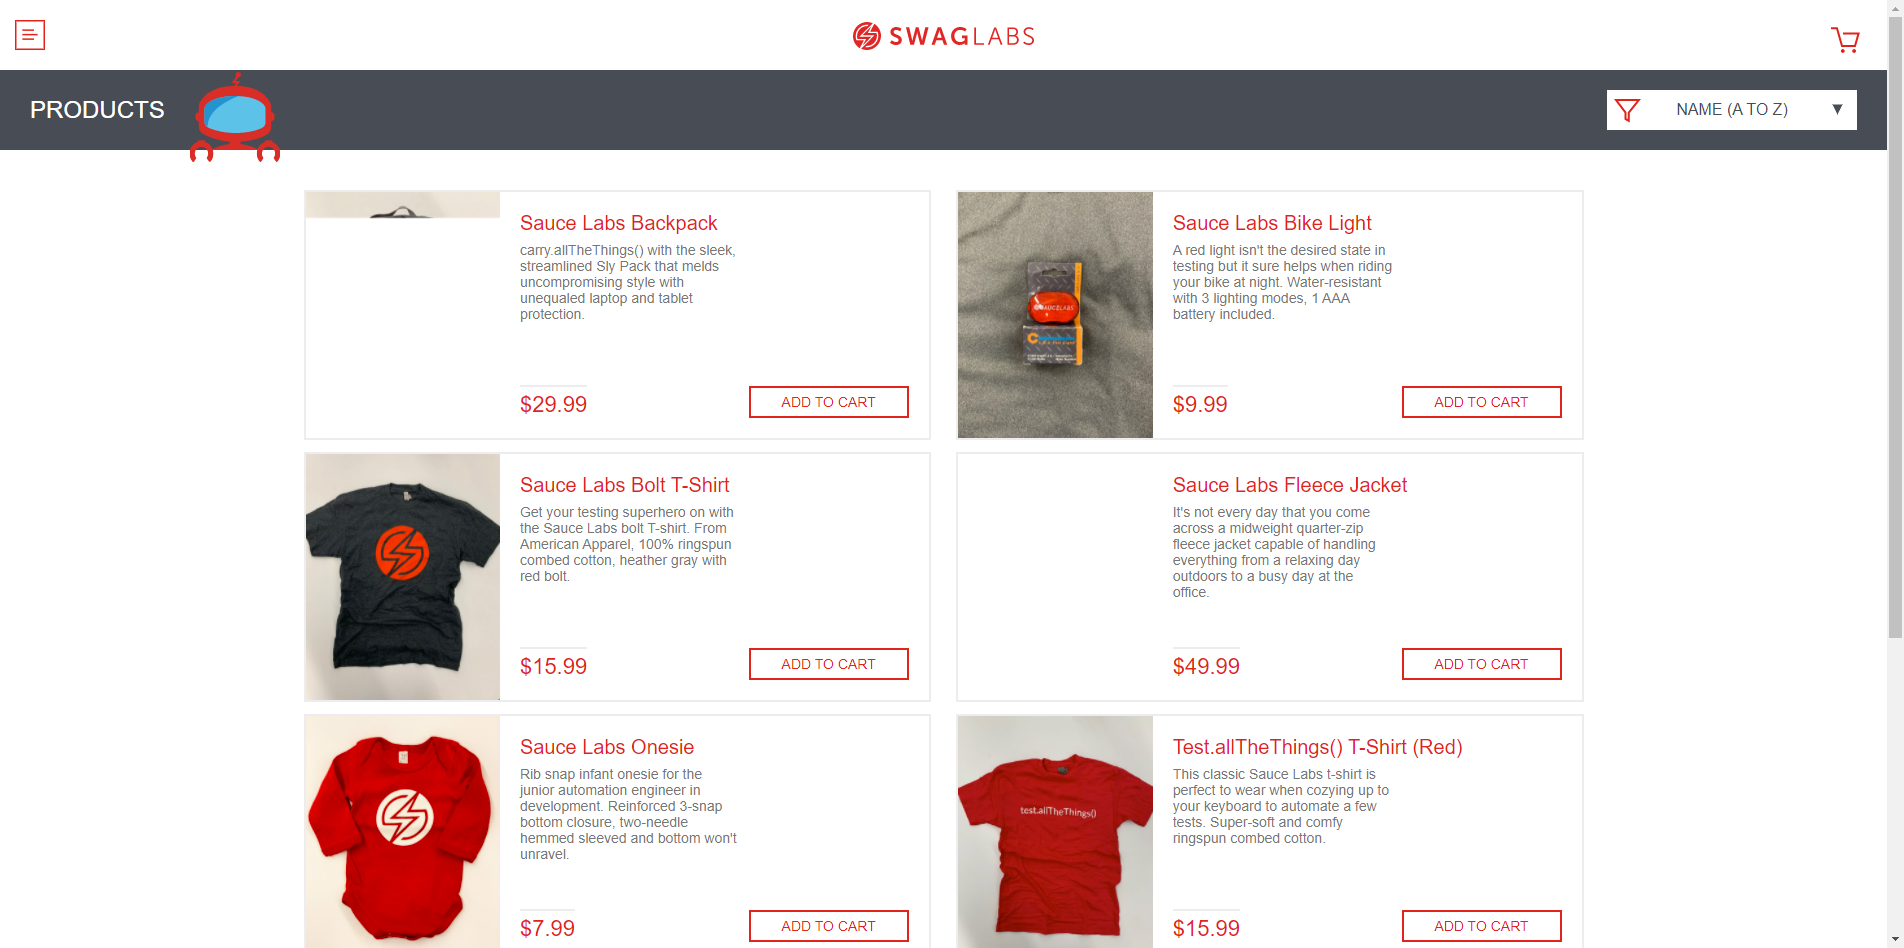 SWAGLABS
PRODUCTS
NAME (A TO Z)
Sauce Labs Backpack
carry.allTheThings() with the sleek,
streamlined Sly Pack that melds
uncompromising style with
unequaled laptop and tablet
protection.
$29.99
ADD TO CART
SAUCELABS
Sauce Labs Bike Light
A red light isn't the desired state in
testing but it sure helps when riding
your bike at night. Water-resistant
with 3 lighting modes, 1 AAA
battery included.
$9.99
ADD TO CART
Sauce Labs Bolt T-Shirt
Get your testing superhero on with
the Sauce Labs bolt T-shirt. From
American Apparel, 100% ringspun
combed cotton, heather gray with
red bolt.
$15.99
ADD TO CART
Sauce Labs Fleece Jacket
It's not every day that you come
across a midweight quarter-zip
fleece jacket capable of handling
everything from a relaxing day
outdoors to a busy day at the
office.
$49.99
ADD TO CART
Sauce Labs Onesie
Rib snap infant onesie for the
junior automation engineer in
development. Reinforced 3-snap
bottom closure, two-needle
hemmed sleeved and bottom won't
unravel.
$7.99
ADD TO CART
test.allTheThings()
Test.allTheThings() T-Shirt (Red)
This classic Sauce Labs t-shirt is
perfect to wear when cozying up to
your keyboard to automate a few
tests. Super-soft and comfy
ringspun combed cotton.
$15.99
ADD TO CART